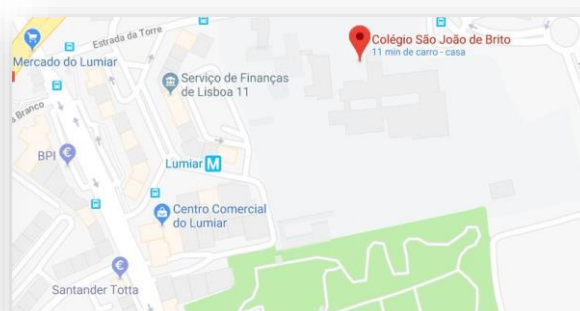 Estrada da Torre
Colégio São João de Brito
11 min de carro - casa
Mercado do Lumiar
Serviço de Finanças
de Lisboa 11
Branco
BPI
€
Lumiar M
Centro Comercial
do Lumiar
€
Santander Totta